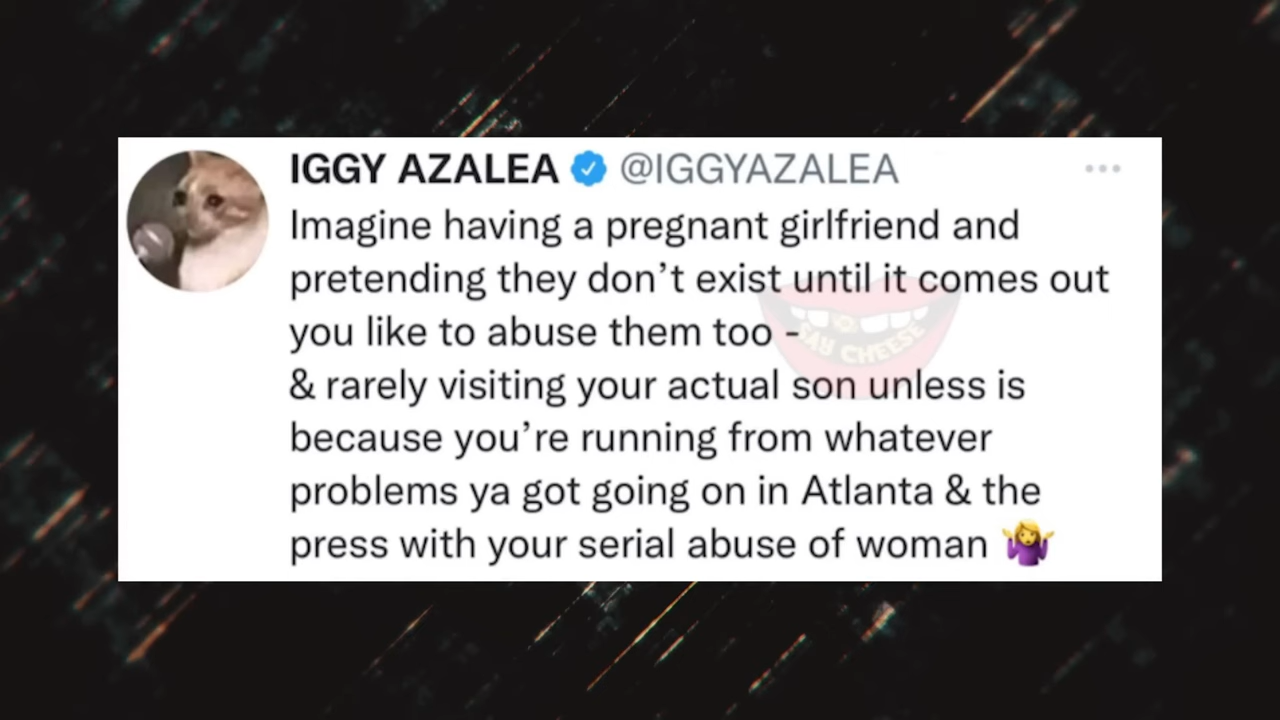 IGGY AZALEA @IGGYAZALEA
Imagine having a pregnant girlfriend and
pretending they don’t exist until it comes out
you like to abuse them too -
& rarely visiting your actual son unless is
because you’re running from whatever
problems ya got going on in Atlanta & the
press with your serial abuse of woman 🤷‍♀️
SAY CHEESE